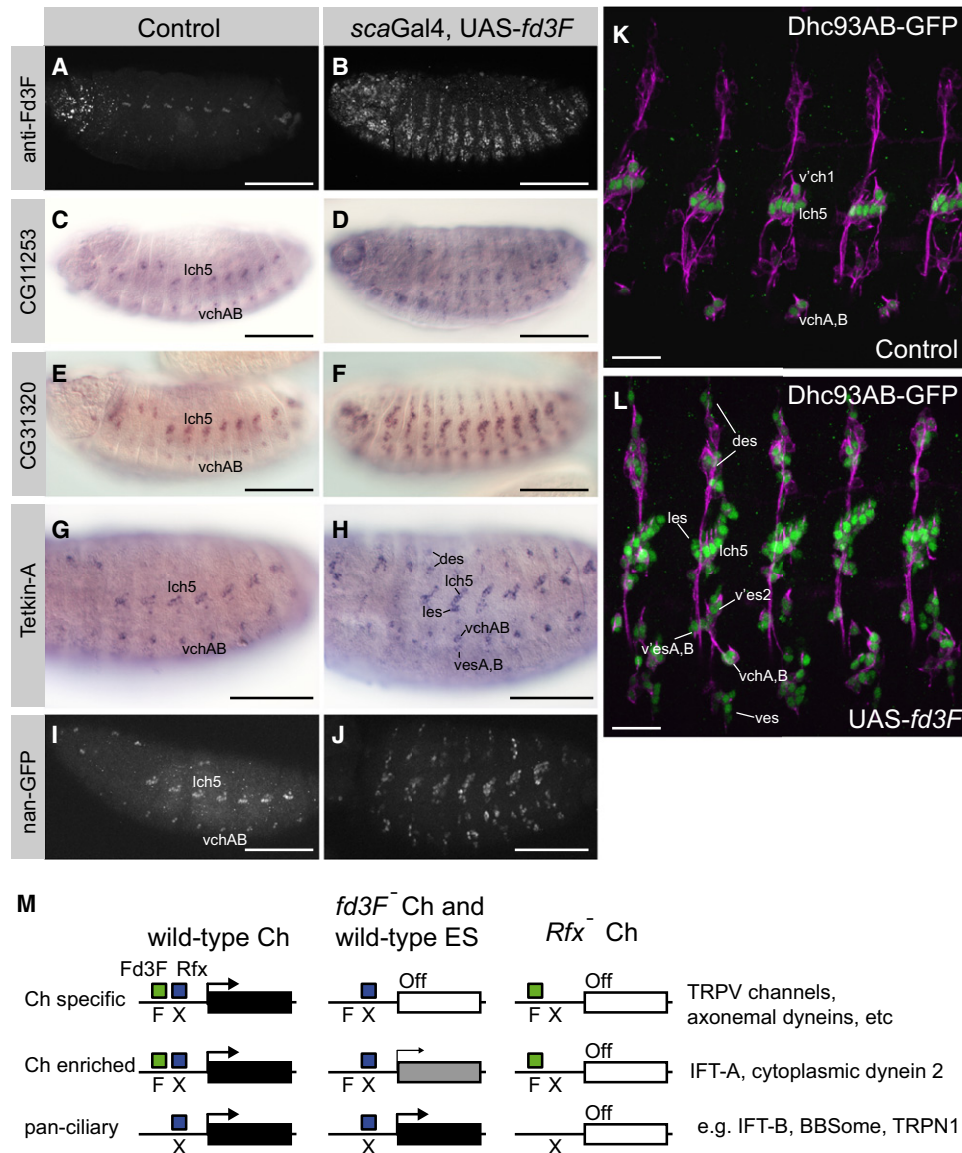 Control
scaGal4, UAS-fd3F
anti-Fd3F
A
B
CG11253
C
lch5
vchAB
D
CG31320
E
lch5
vchAB
F
Tetkin-A
G
lch5
vchAB
H
des
lch5
les
vchAB
vesA,B
nan-GFP
I
lch5
vchAB
J
K
Dhc93AB-GFP
v'ch1
lch5
vchA,B
Control
L
Dhc93AB-GFP
des
les
lch5
v'es2
v'esA,B
vchA,B
ves
UAS-fd3F
M
wild-type Ch
fd3F⁻ Ch and
wild-type ES
Rfx⁻ Ch
Fd3F Rfx
Ch specific
F X
F X
Off
F X
Off
TRPV channels,
axonemal dyneins, etc
Ch enriched
F X
F X
F X
Off
IFT-A, cytoplasmic dynein 2
pan-ciliary
X
X
X
Off
e.g. IFT-B, BBSome, TRPN1